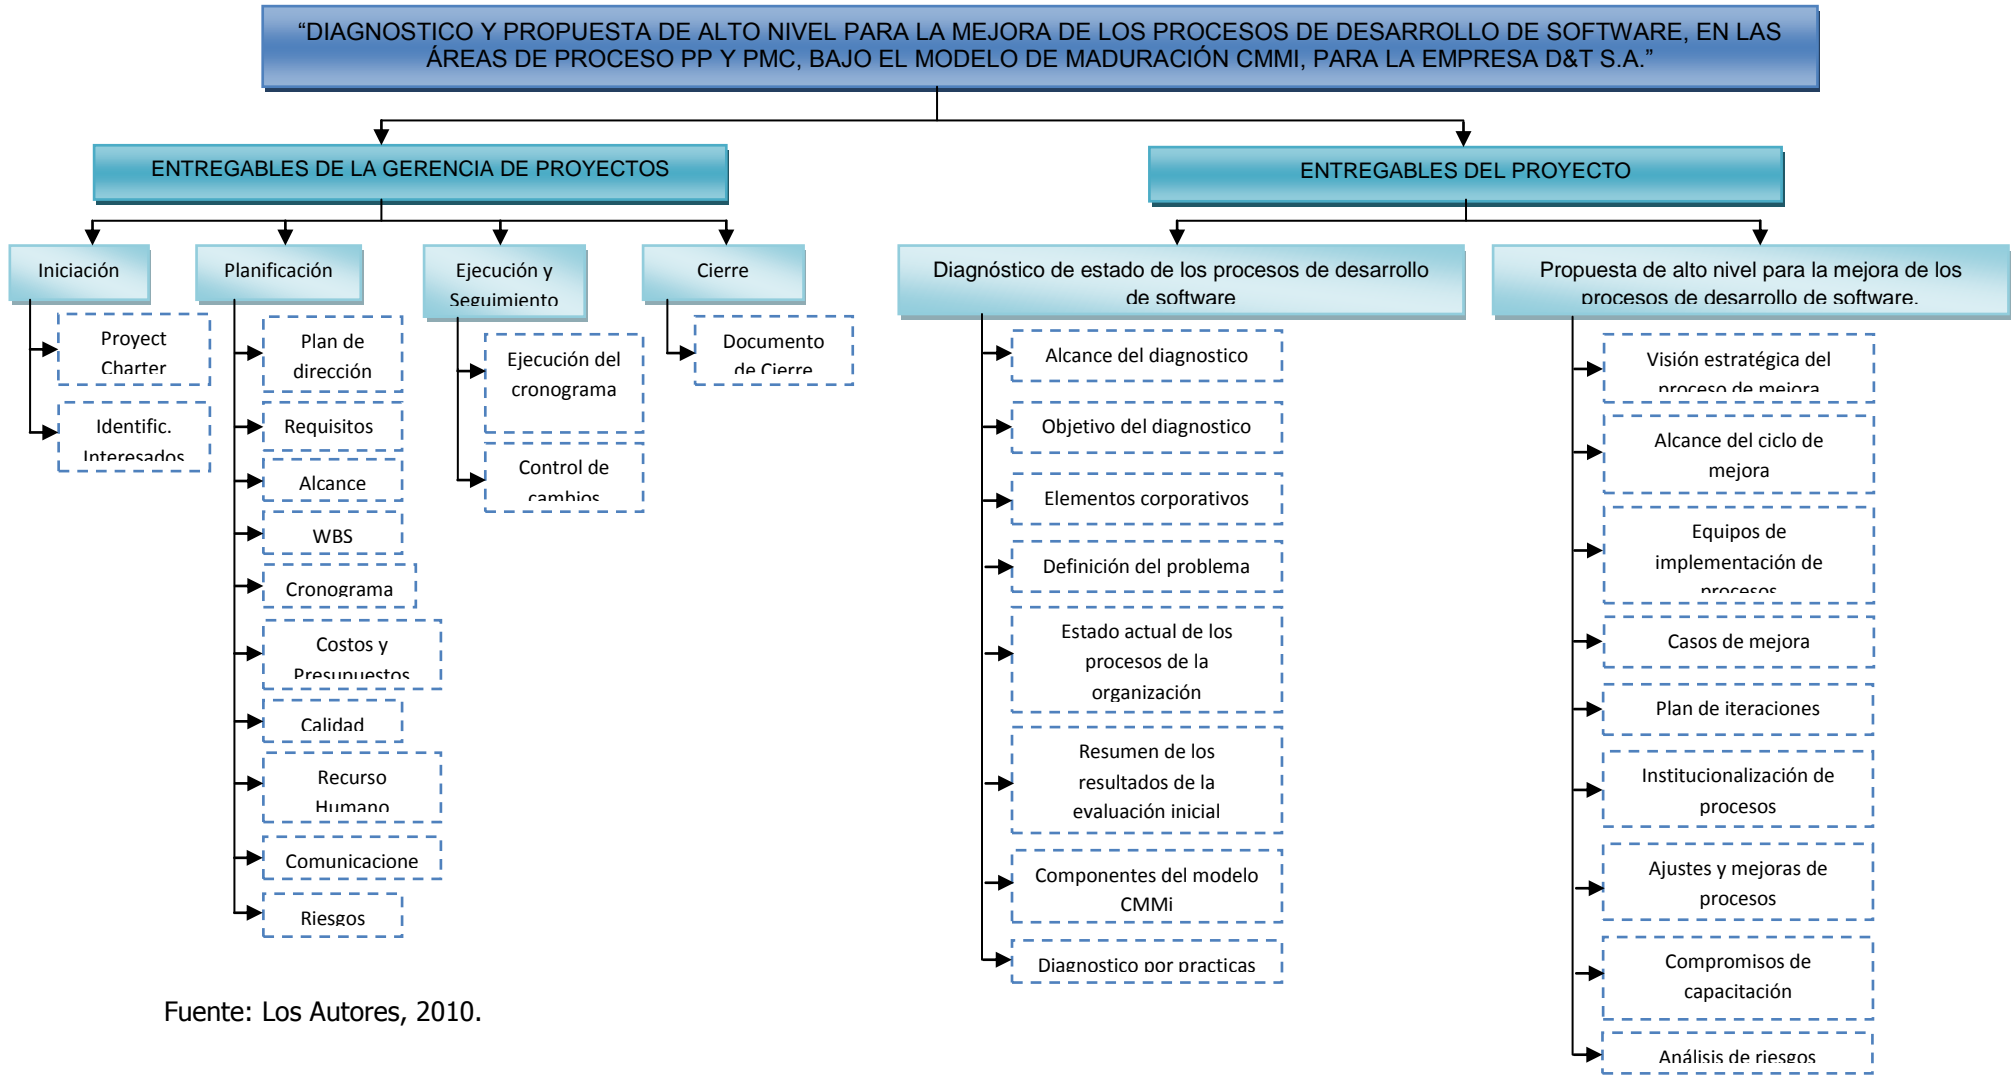 “DIAGNOSTICO Y PROPUESTA DE ALTO NIVEL PARA LA MEJORA DE LOS PROCESOS DE DESARROLLO DE SOFTWARE, EN LAS
ÁREAS DE PROCESO PP Y PMC, BAJO EL MODELO DE MADURACIÓN CMMI, PARA LA EMPRESA D&T S.A.”
ENTREGABLES DE LA GERENCIA DE PROYECTOS
ENTREGABLES DEL PROYECTO
Iniciación
Planificación
Ejecución y
Seguimiento
Cierre
Diagnóstico de estado de los procesos de desarrollo
de software
Propuesta de alto nivel para la mejora de los
procesos de desarrollo de software.
Proyect
Charter
Identific.
Interesados
Plan de
dirección
Requisitos
Alcance
WBS
Cronograma
Costos y
Presupuestos
Calidad
Recurso
Humano
Comunicacione
Riesgos
Ejecución del
cronograma
Control de
cambios
Documento
de Cierre
Alcance del diagnostico
Objetivo del diagnostico
Elementos corporativos
Definición del problema
Estado actual de los
procesos de la
organización
Resumen de los
resultados de la
evaluación inicial
Componentes del modelo
CMMi
Diagnostico por practicas
Visión estratégica del
proceso de mejora
Alcance del ciclo de
mejora
Equipos de
implementación de
procesos
Casos de mejora
Plan de iteraciones
Institucionalización de
procesos
Ajustes y mejoras de
procesos
Compromisos de
capacitación
Análisis de riesgos
Fuente: Los Autores, 2010.